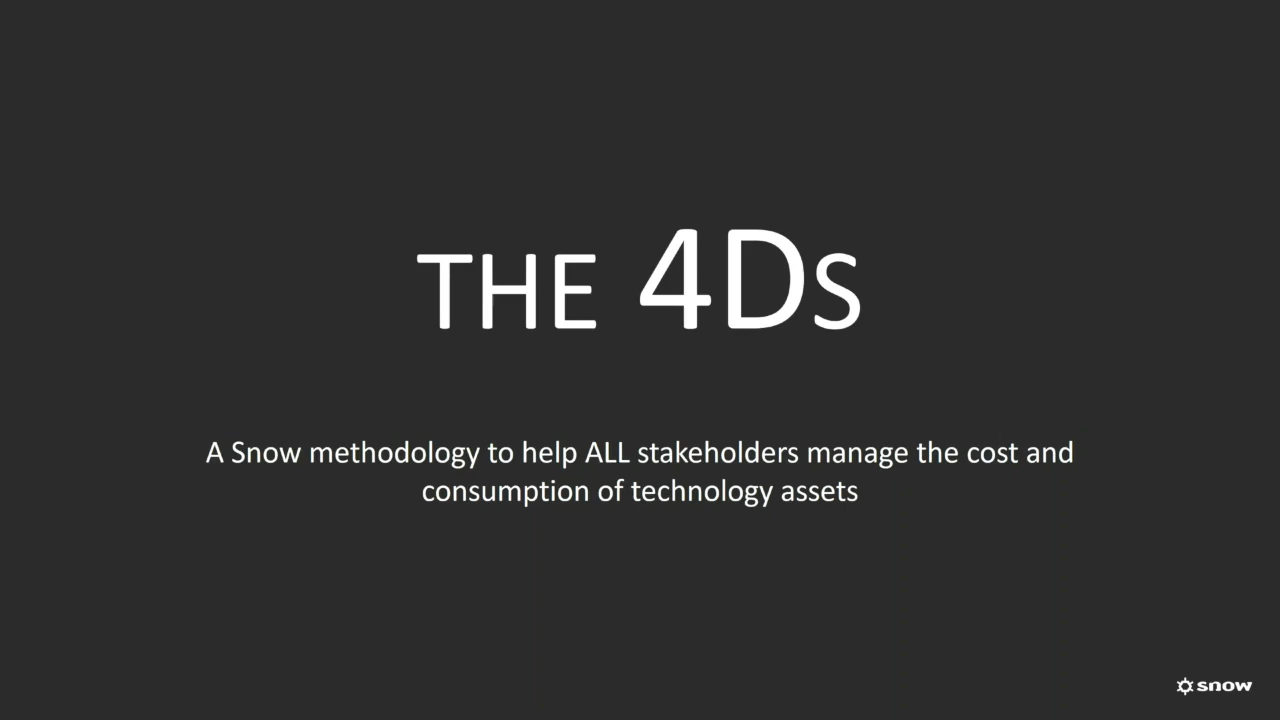 THE 4DS
A Snow methodology to help ALL stakeholders manage the cost and
consumption of technology assets
snow